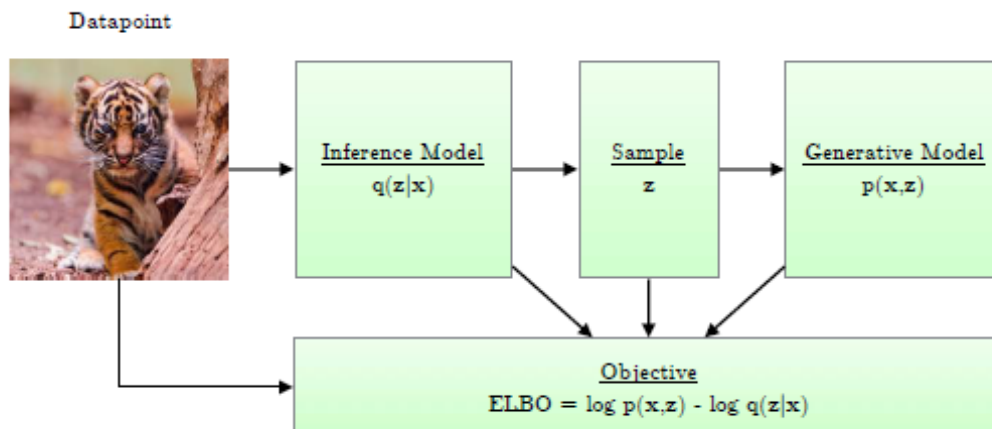 Datapoint
Inference Model
q(z|x)
Sample
z
Generative Model
p(x,z)
Objective
ELBO = log p(x,z) - log q(z|x)